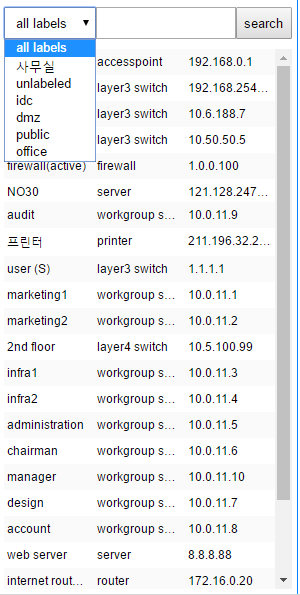 all labels search
all labels
사무실
unlabeled
idc
dmz
public
office
accesspoint 192.168.0.1
layer3 switch 192.168.254...
layer3 switch 10.6.188.7
layer3 switch 10.50.50.5
firewall(active) firewall 1.0.0.100
NO30 server 121.128.247...
audit workgroup s... 10.0.11.9
프린터 printer 211.196.32.2...
user (S) layer3 switch 1.1.1.1
marketing1 workgroup s... 10.0.11.1
marketing2 workgroup s... 10.0.11.2
2nd floor layer4 switch 10.5.100.99
infra1 workgroup s... 10.0.11.3
infra2 workgroup s... 10.0.11.4
administration workgroup s... 10.0.11.5
chairman workgroup s... 10.0.11.6
manager workgroup s... 10.0.11.10
design workgroup s... 10.0.11.7
account workgroup s... 10.0.11.8
web server server 8.8.8.88
internet rout... router 172.16.0.20